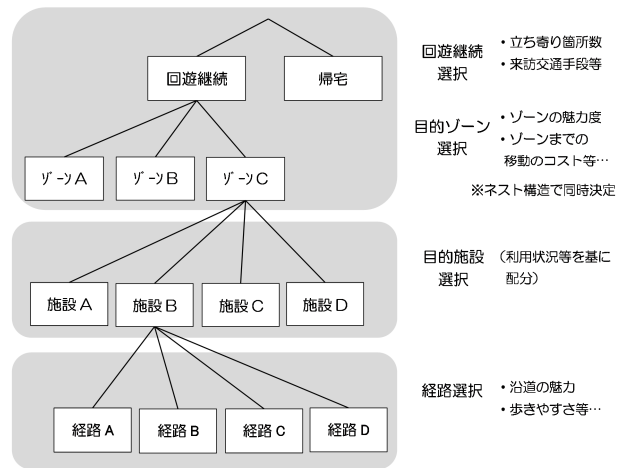 回遊継続
帰宅
回遊継続
選択
・立ち寄り箇所数
・来訪交通手段等
ｿﾞｰﾝA
ｿﾞｰﾝB
ｿﾞｰﾝC
目的ゾーン
選択
・ゾーンの魅力度
・ゾーンまでの
移動のコスト等…
※ネスト構造で同時決定
施設A
施設B
施設C
施設D
目的施設
選択
（利用状況等を基に
配分）
経路A
経路B
経路C
経路D
経路選択
・沿道の魅力
・歩きやすさ等…